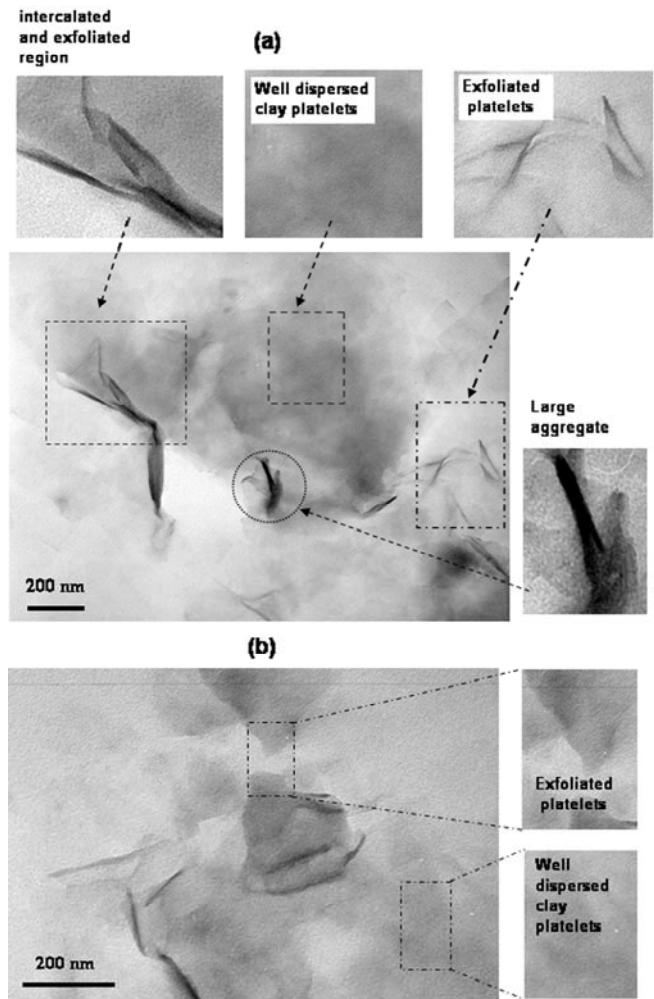 intercalated
and exfoliated
region
(a)
Well dispersed
clay platelets
Exfoliated
platelets
Large
aggregate
200 nm
(b)
Exfoliated
platelets
Well
dispersed
clay
platelets
200 nm